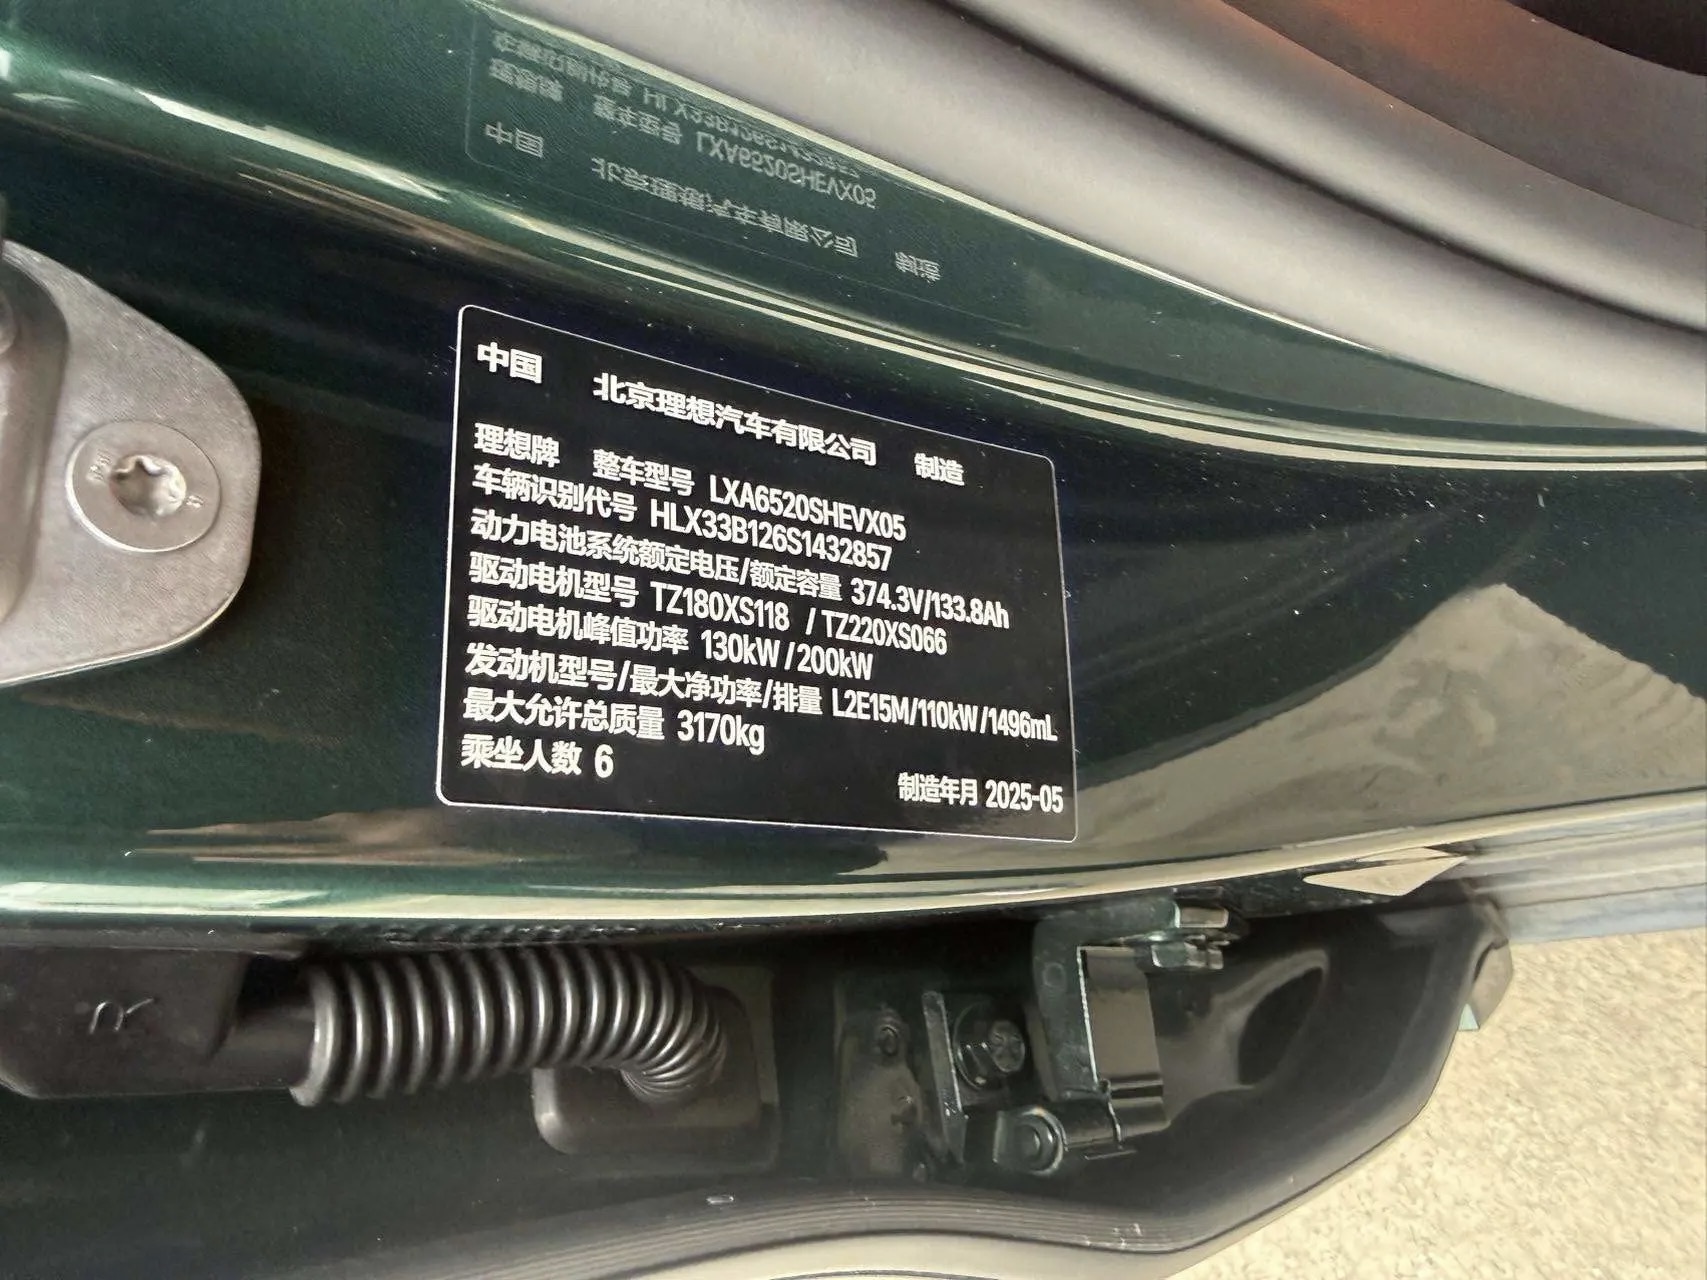 中国 北京理想汽车有限公司 制造
理想牌 整车型号 LXA6520SHEVX05
车辆识别代号 HLX33B126S1432857
动力电池系统额定电压/额定容量 374.3V/133.8Ah
驱动电机型号 TZ180XS118 / TZ220XS066
驱动电机峰值功率 130kW/200kW
发动机型号/最大净功率/排量 L2E15M/110kW/1496mL
最大允许总质量 3170kg
乘坐人数 6 制造年月 2025-05